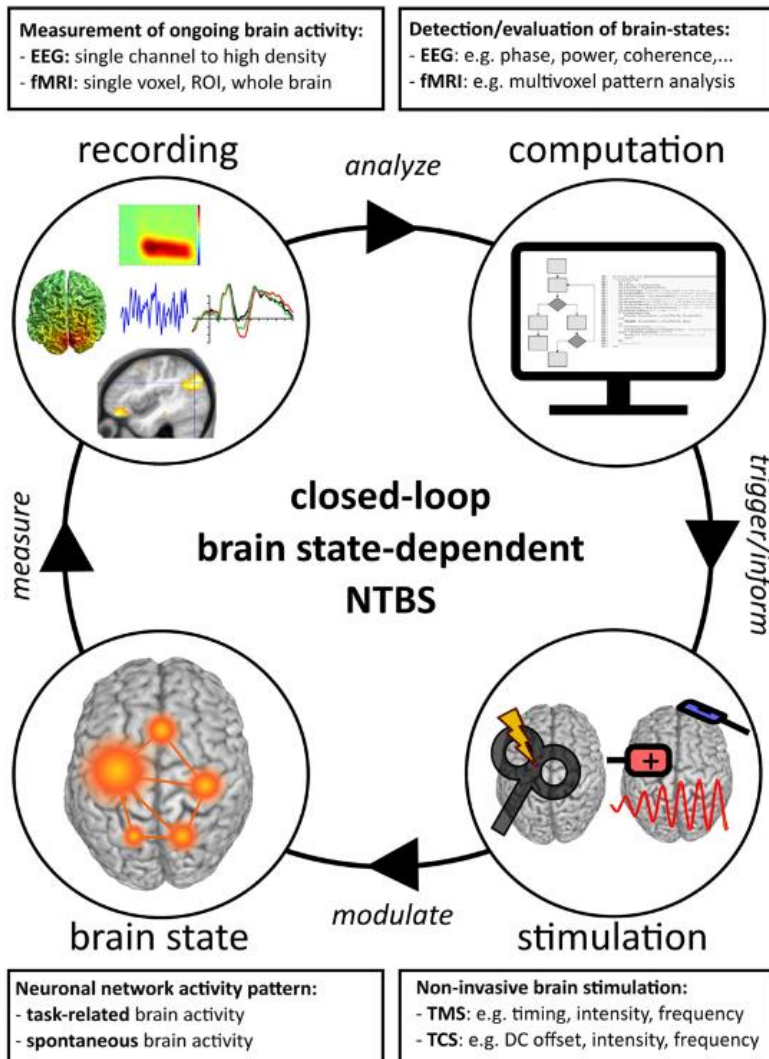 Measurement of ongoing brain activity:
- EEG: single channel to high density
- fMRI: single voxel, ROI, whole brain
Detection/evaluation of brain-states:
- EEG: e.g. phase, power, coherence,...
- fMRI: e.g. multivoxel pattern analysis
recording
analyze
computation
measure
closed-loop
brain state-dependent
NTBS
trigger/inform
+
brain state
modulate
stimulation
Neuronal network activity pattern:
- task-related brain activity
- spontaneous brain activity
Non-invasive brain stimulation:
- TMS: e.g. timing, intensity, frequency
- TCS: e.g. DC offset, intensity, frequency